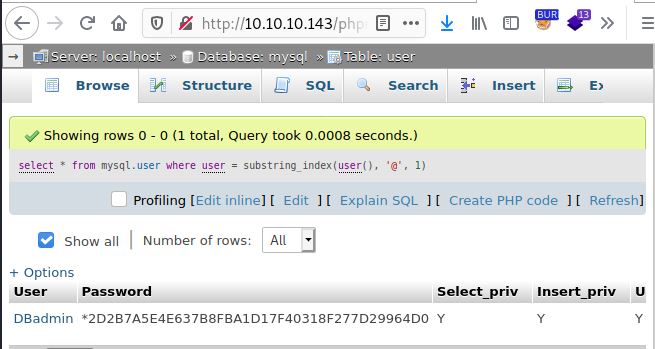 http://10.10.10.143/php
BUR
13
Server: localhost » Database: mysql » Table: user
Browse Structure SQL Search Insert Ex
Showing rows 0 - 0 (1 total, Query took 0.0008 seconds.)
select * from mysql.user where user = substring_index(user(), '@', 1)
Profiling [Edit inline] [ Edit ] [ Explain SQL ] [ Create PHP code ] [ Refresh]
Show all | Number of rows: All
+ Options
User Password Select_priv Insert_priv U
DBadmin *2D2B7A5E4E637B8FBA1D17F40318F277D29964D0 Y Y Y